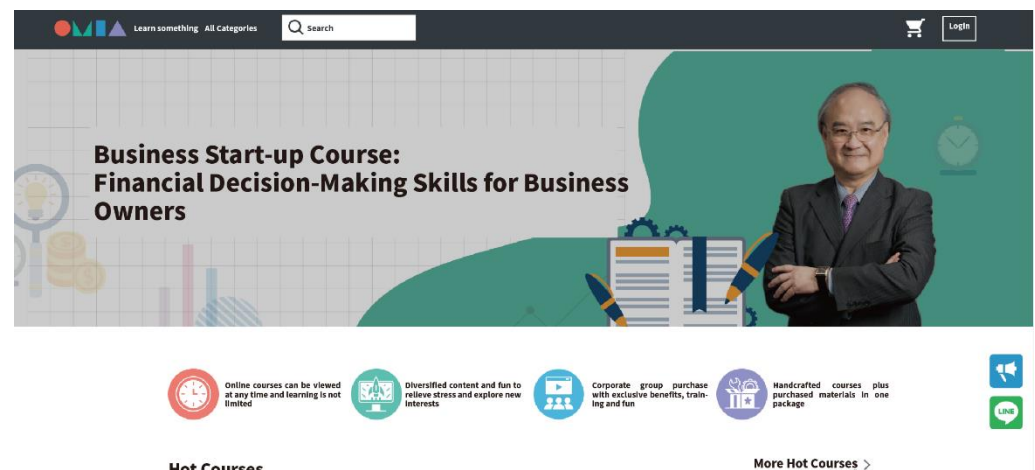 OMIA Learn something All Categories Search Login
Business Start-up Course:
Financial Decision-Making Skills for Business
Owners
Online courses can be viewed
at any time and learning is not
limited
Diversified content and fun to
relieve stress and explore new
interests
Corporate group purchase
with exclusive benefits, train-
ing and fun
Handcrafted courses plus
purchased materials in one
package
LINE
Hot Courses
More Hot Courses >